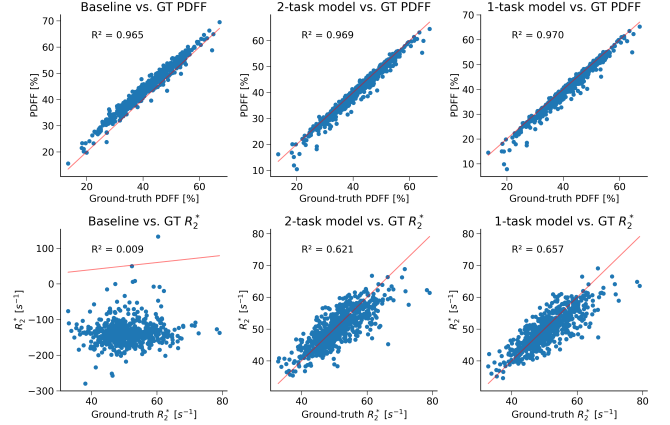 Baseline vs. GT PDFF
R² = 0.965
PDFF [%]
70
60
50
40
30
20
20
40
60
Ground-truth PDFF [%]
2-task model vs. GT PDFF
R² = 0.969
PDFF [%]
60
50
40
30
20
10
20
40
60
Ground-truth PDFF [%]
1-task model vs. GT PDFF
R² = 0.970
PDFF [%]
60
50
40
30
20
10
20
40
60
Ground-truth PDFF [%]
Baseline vs. GT R₂*
R² = 0.009
R₂* [s⁻¹]
100
0
−100
−200
−300
40
60
80
Ground-truth R₂* [s⁻¹]
2-task model vs. GT R₂*
R² = 0.621
R₂* [s⁻¹]
80
70
60
50
40
40
60
80
Ground-truth R₂* [s⁻¹]
1-task model vs. GT R₂*
R² = 0.657
R₂* [s⁻¹]
80
70
60
50
40
40
60
80
Ground-truth R₂* [s⁻¹]